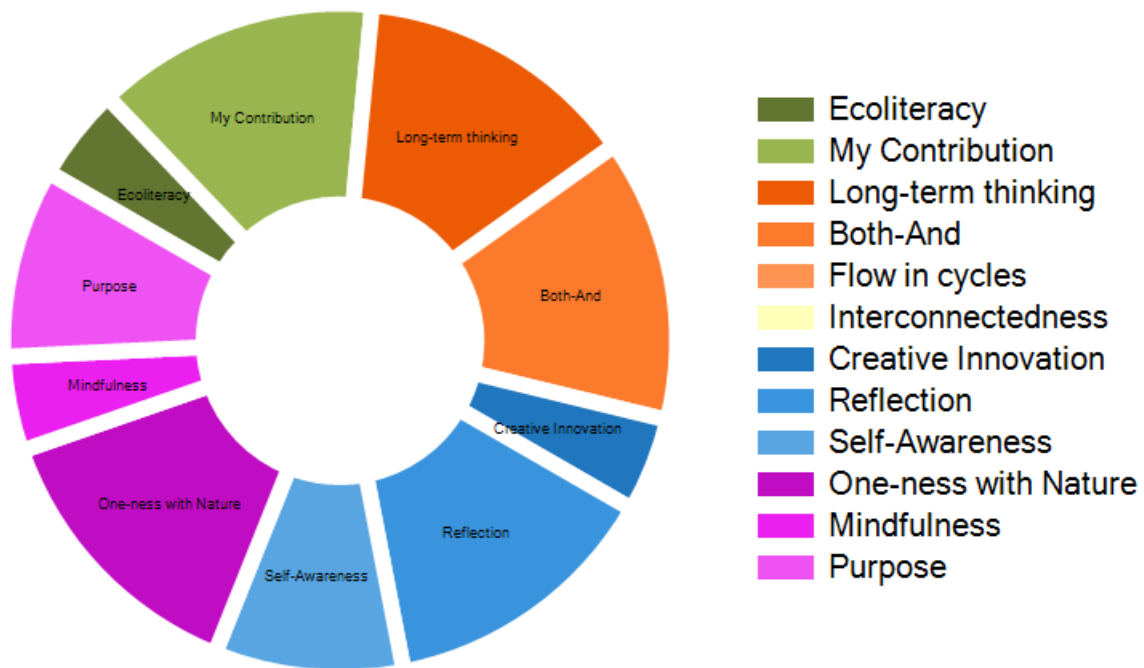 My Contribution
Long-term thinking
Ecoliteracy
Purpose
Both-And
Mindfulness
Creative Innovation
One-ness with Nature
Reflection
Self-Awareness
Ecoliteracy
My Contribution
Long-term thinking
Both-And
Flow in cycles
Interconnectedness
Creative Innovation
Reflection
Self-Awareness
One-ness with Nature
Mindfulness
Purpose